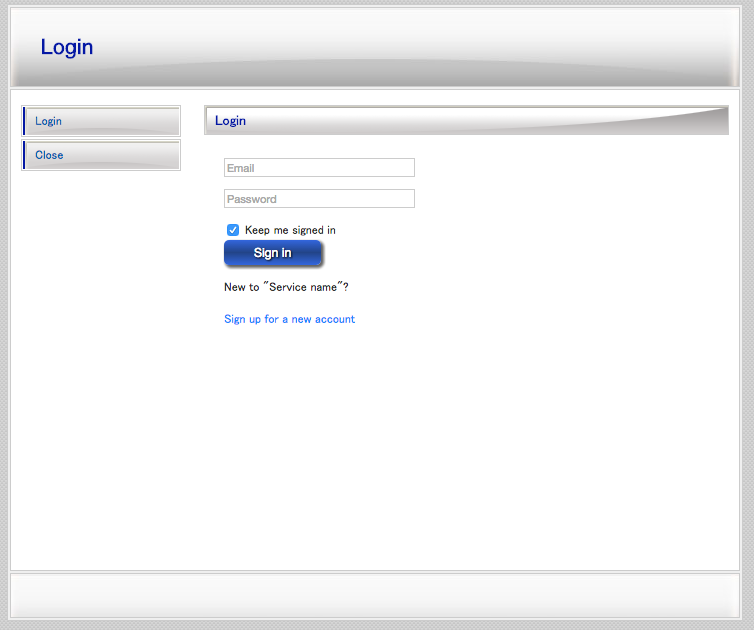 Login
Login
Close
Login
Email
Password
Keep me signed in
Sign in
New to "Service name"?
Sign up for a new account